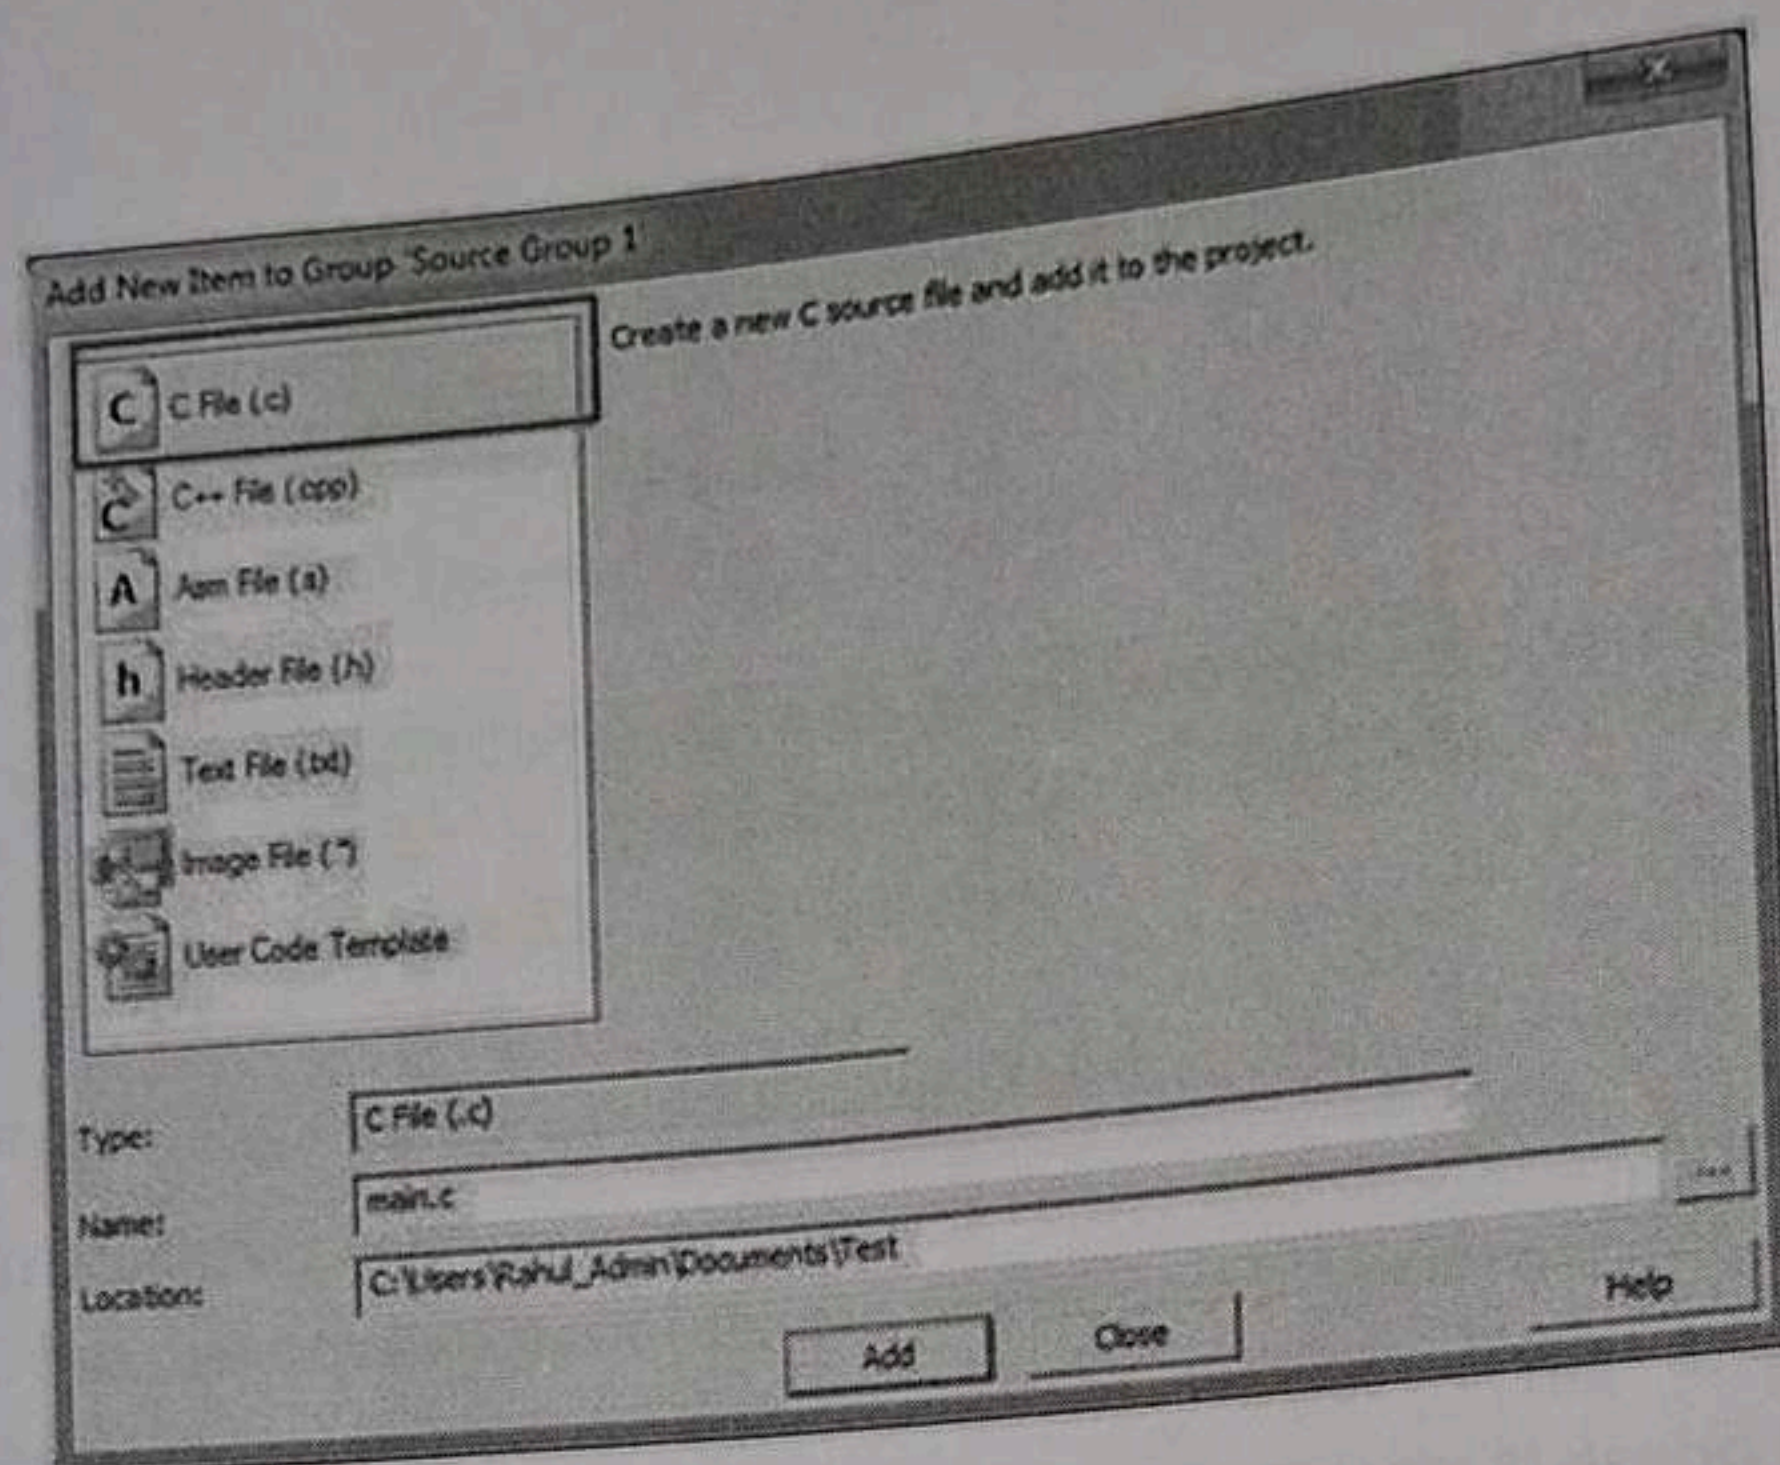 Add New Item to Group 'Source Group 1'
Create a new C source file and add it to the project.
C C File (.c)
C C++ File (.cpp)
A Asm File (.s)
h Header File (.h)
Text File (.txt)
Image File (.*)
User Code Template
Type: C File (.c)
Name: main.c
Location: C:\Users\Rahul_Admin\Documents\Test
...
Add Close Help